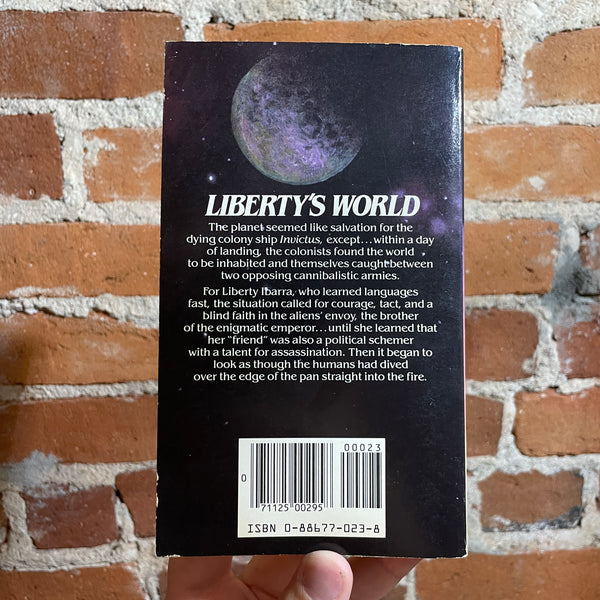 LIBERTY'S WORLD
The planet seemed like salvation for the
dying colony ship Invictus, except...within a day
of landing, the colonists found the world
to be inhabited and themselves caught between
two opposing cannibalistic armies.
For Liberty Ibarra, who learned languages
fast, the situation called for courage, tact, and a
blind faith in the aliens' envoy, the brother
of the enigmatic emperor...until she learned that
her "friend" was also a political schemer
with a talent for assassination. Then it began to
look as though the humans had dived
over the edge of the pan straight into the fire.
00023
0
71125 00295
ISBN 0-88677-023-8